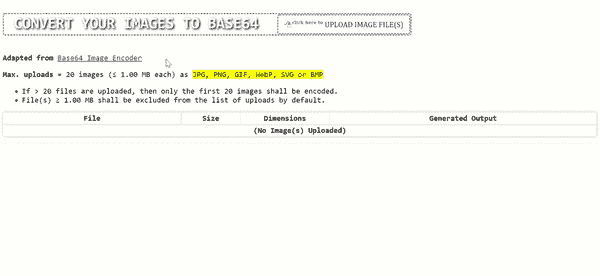 CONVERT YOUR IMAGES TO BASE64
click here to UPLOAD IMAGE FILE(S)
Adapted from Base64 Image Encoder
Max. uploads = 20 images (≤ 1.00 MB each) as JPG, PNG, GIF, WebP, SVG or BMP
If > 20 files are uploaded, then only the first 20 images shall be encoded.
File(s) ≥ 1.00 MB shall be excluded from the list of uploads by default.
File Size Dimensions Generated Output
(No Image(s) Uploaded)